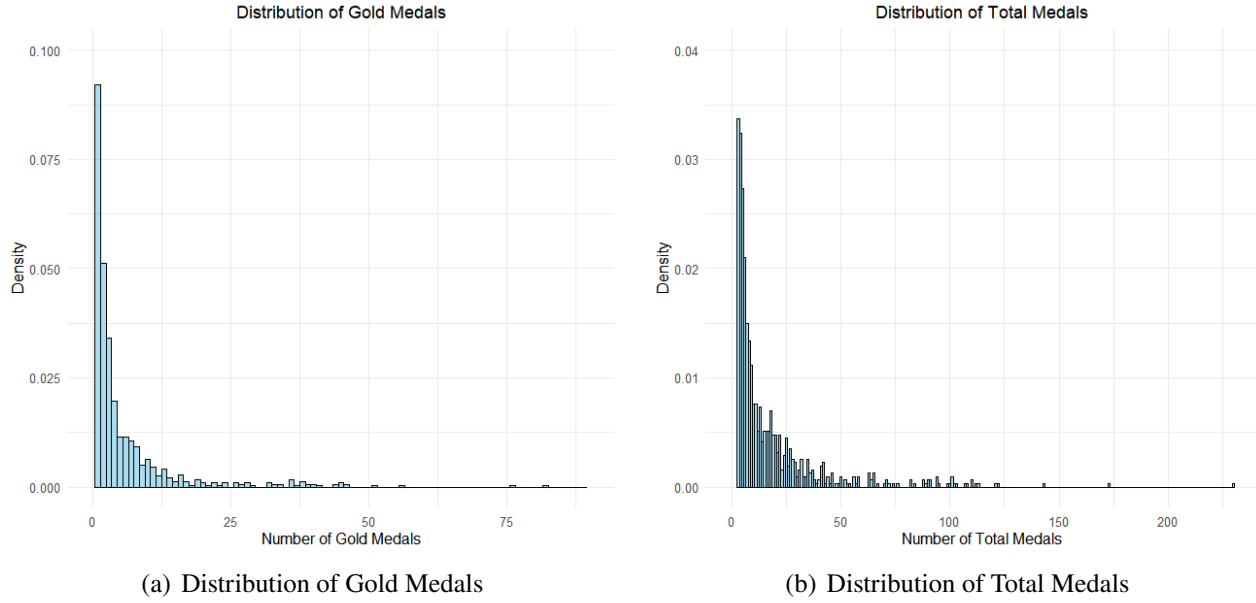 Distribution of Gold Medals
0.100
0.075
0.050
0.025
0.000
Density
0 25 50 75
Number of Gold Medals
(a) Distribution of Gold Medals
Distribution of Total Medals
0.04
0.03
0.02
0.01
0.00
Density
0 50 100 150 200
Number of Total Medals
(b) Distribution of Total Medals